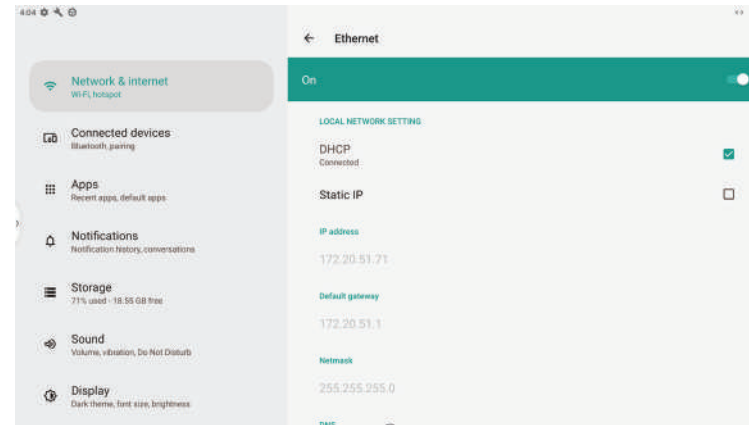 4:04
Network & internet
Wi-Fi, hotspot
Connected devices
Bluetooth, pairing
Apps
Recent apps, default apps
Notifications
Notification history, conversations
Storage
71% used - 18.55 GB free
Sound
Volume, vibration, Do Not Disturb
Display
Dark theme, font size, brightness
Ethernet
On
LOCAL NETWORK SETTING
DHCP
Connected
Static IP
IP address
172.20.51.71
Default gateway
172.20.51.1
Netmask
255.255.255.0
DNS